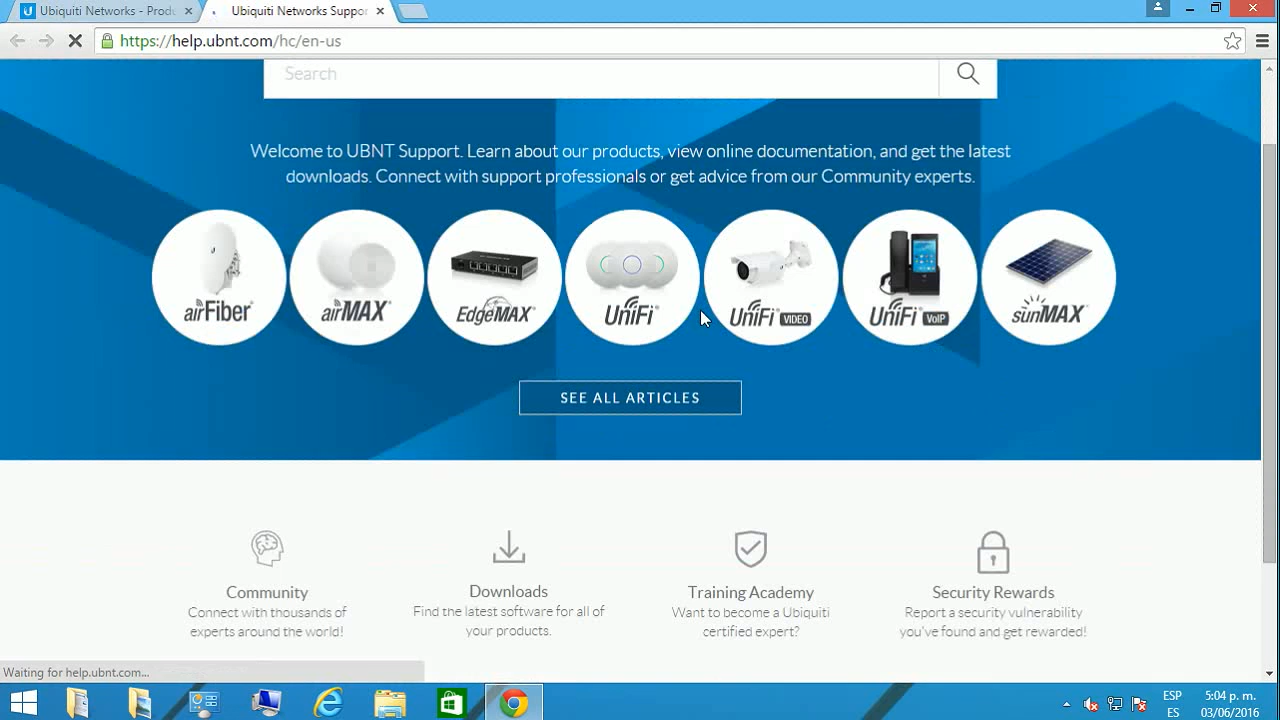 Ubiquiti Networks - Produ
Ubiquiti Networks Suppor
https://help.ubnt.com/hc/en-us
Search
Welcome to UBNT Support. Learn about our products, view online documentation, and get the latest
downloads. Connect with support professionals or get advice from our Community experts.
airFiber®
airMAX®
EdgeMAX®
UniFi®
UniFi® VIDEO
UniFi® VoIP
sunMAX™
SEE ALL ARTICLES
Community
Connect with thousands of
experts around the world!
Downloads
Find the latest software for all of
your products.
Training Academy
Want to become a Ubiquiti
certified expert?
Security Rewards
Report a security vulnerability
you've found and get rewarded!
Waiting for help.ubnt.com...
ESP
ES
5:04 p. m.
03/06/2016